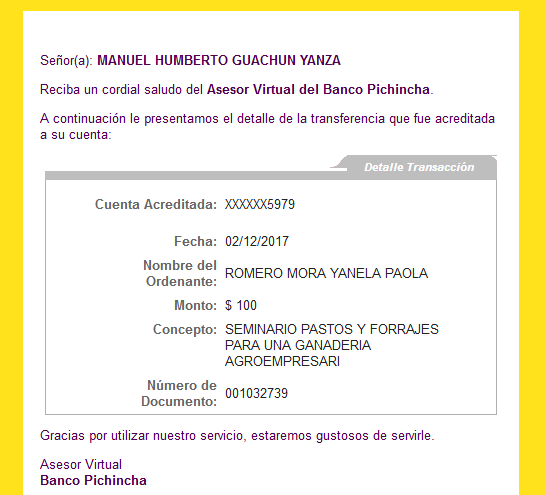 Señor(a): MANUEL HUMBERTO GUACHUN YANZA
Reciba un cordial saludo del Asesor Virtual del Banco Pichincha.
A continuación le presentamos el detalle de la transferencia que fue acreditada
a su cuenta:
Detalle Transacción
Cuenta Acreditada: XXXXXX5979
Fecha: 02/12/2017
Nombre del
Ordenante: ROMERO MORA YANELA PAOLA
Monto: $ 100
Concepto: SEMINARIO PASTOS Y FORRAJES
PARA UNA GANADERIA
AGROEMPRESARI
Número de
Documento: 001032739
Gracias por utilizar nuestro servicio, estaremos gustosos de servirle.
Asesor Virtual
Banco Pichincha